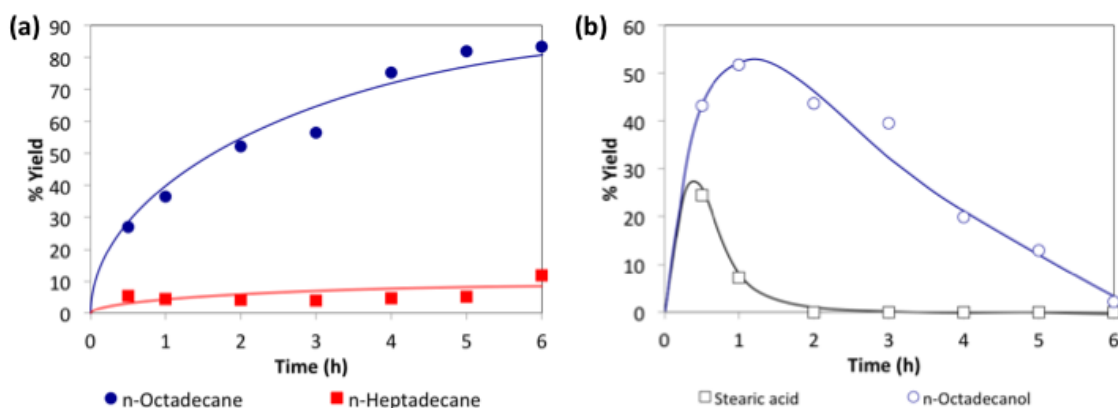 (a)
% Yield
90
80
70
60
50
40
30
20
10
0
0 1 2 3 4 5 6
Time (h)
n-Octadecane n-Heptadecane
(b)
% Yield
60
50
40
30
20
10
0
0 1 2 3 4 5 6
Time (h)
Stearic acid n-Octadecanol